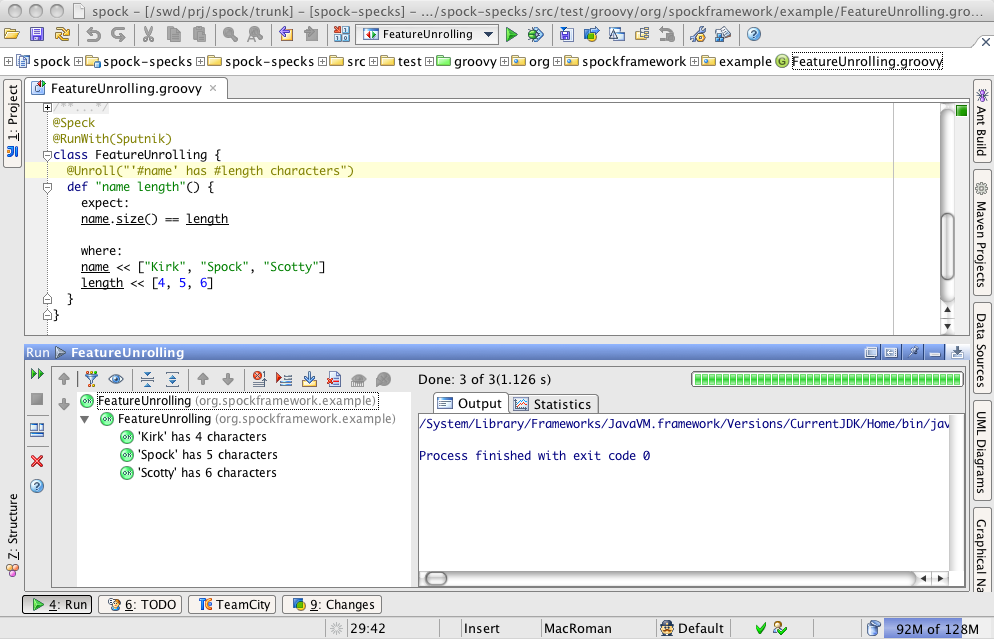 spock - [/swd/prj/spock/trunk] - [spock-specks] - .../spock-specks/src/test/groovy/org/spockframework/example/FeatureUnrolling.gro...
FeatureUnrolling
spock spock-specks spock-specks src test groovy org spockframework example FeatureUnrolling.groovy
1: Project
FeatureUnrolling.groovy
/**...*/
@Speck
@RunWith(Sputnik)
class FeatureUnrolling {
@Unroll("'#name' has #length characters")
def "name length"() {
expect:
name.size() == length
where:
name << ["Kirk", "Spock", "Scotty"]
length << [4, 5, 6]
}
}
Ant Build
Maven Projects
Data Sources
UML Diagrams
Graphical Na
Run FeatureUnrolling
Done: 3 of 3(1.126 s)
FeatureUnrolling (org.spockframework.example)
FeatureUnrolling (org.spockframework.example)
'Kirk' has 4 characters
'Spock' has 5 characters
'Scotty' has 6 characters
Output Statistics
/System/Library/Frameworks/JavaVM.framework/Versions/CurrentJDK/Home/bin/jav
Process finished with exit code 0
Z: Structure
4: Run 6: TODO TeamCity 9: Changes
29:42 Insert MacRoman Default 92M of 128M